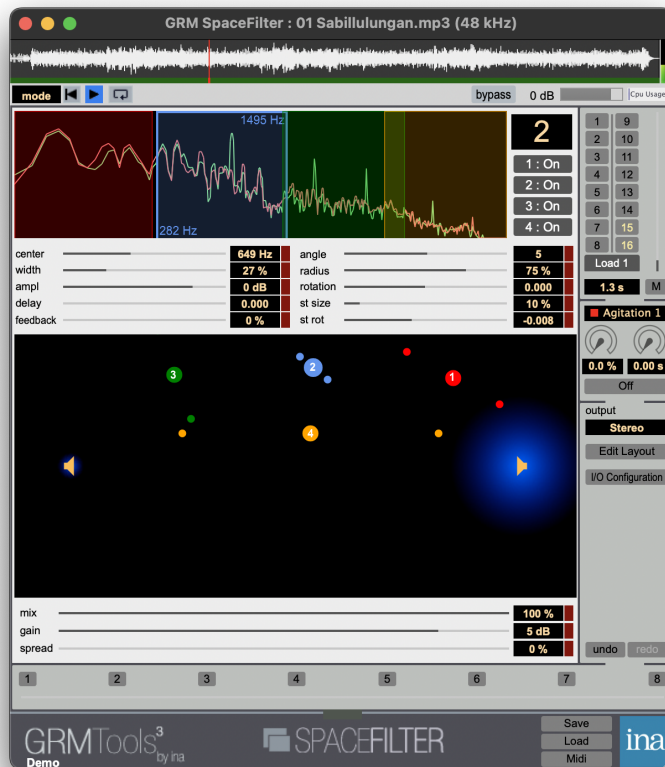 GRM SpaceFilter : 01 Sabillulungan.mp3 (48 kHz)
mode
bypass
0 dB
Cpu Usage
1495 Hz
282 Hz
2
1 : On
2 : On
3 : On
4 : On
1 9
2 10
3 11
4 12
5 13
6 14
7 15
8 16
Load 1
1.3 s M
center 649 Hz
width 27 %
ampl 0 dB
delay 0.000
feedback 0 %
angle 5
radius 75 %
rotation 0.000
st size 10 %
st rot -0.008
Agitation 1
0.0 % 0.00 s
Off
output
Stereo
Edit Layout
I/O Configuration
3
2
1
4
mix 100 %
gain 5 dB
spread 0 %
undo redo
1 2 3 4 5 6 7 8
GRMTools3
by ina
Demo
SPACEFILTER
Save
Load
Midi
ina